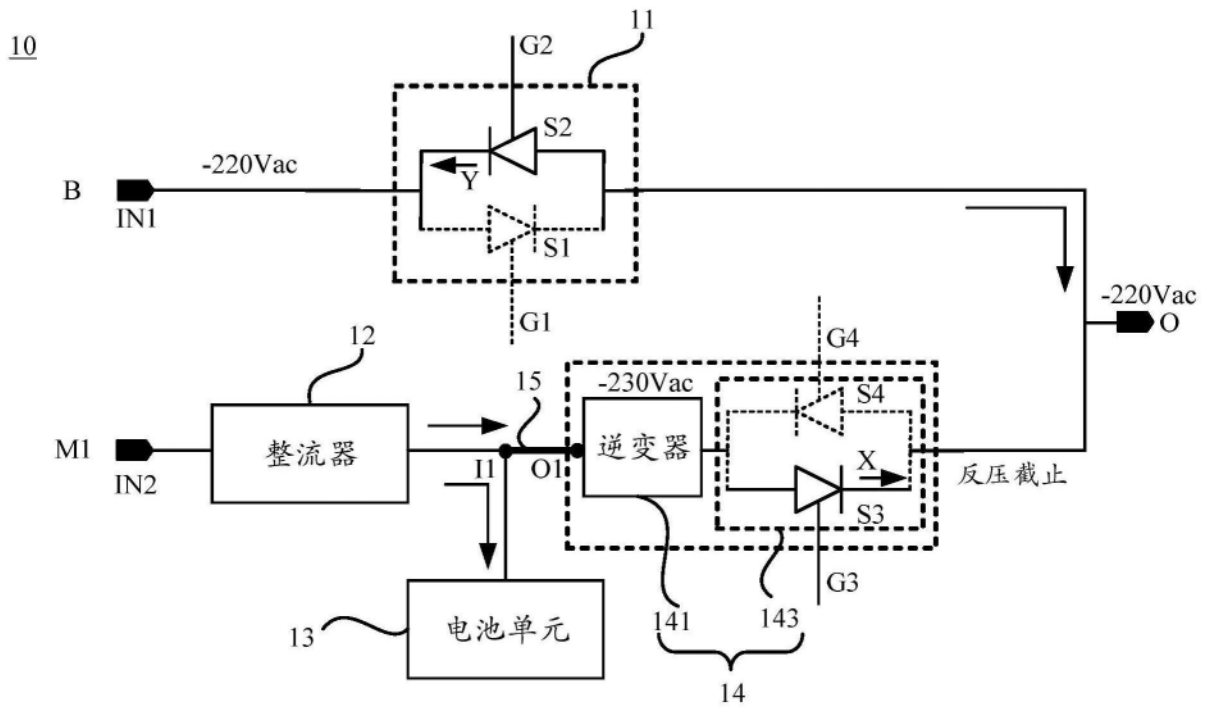 10
11
G2
S2
-220Vac
Y
B
IN1
S1
G1
-220Vac
O
G4
12
15
-230Vac
S4
M1
IN2
整流器
I1
O1
逆变器
X
S3
反压截止
G3
13
电池单元
141
143
14